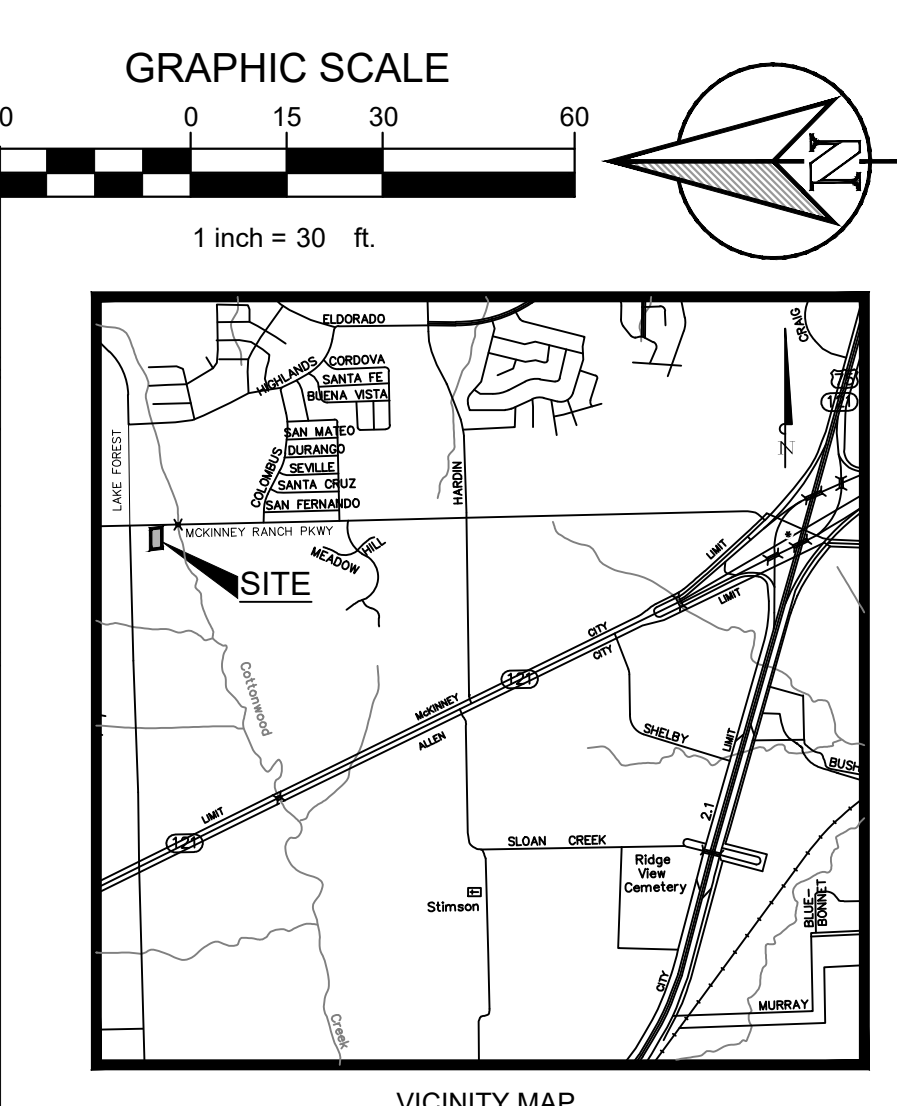 GRAPHIC SCALE
0 0 15 30 60
1 inch = 30 ft.
N
ELDORADO
CRAIG
HIGHLANDS
CORDOVA
SANTA FE
BUENA VISTA
75
121
LAKE FOREST
SAN MATEO
DURANGO
COLOMBUS
SEVILLE
SANTA CRUZ
SAN FERNANDO
HARDIN
N
MCKINNEY RANCH PKWY
MEADOW HILL
SITE
LIMIT
LIMIT
CITY
CITY
121
Cottonwood
McKINNEY
ALLEN
SHELBY
LIMIT
BUSH
LIMIT
121
2.1
SLOAN CREEK
Ridge
View
Cemetery
Stimson
BLUE-
BONNET
CITY
MURRAY
Creek
VICINITY MAP